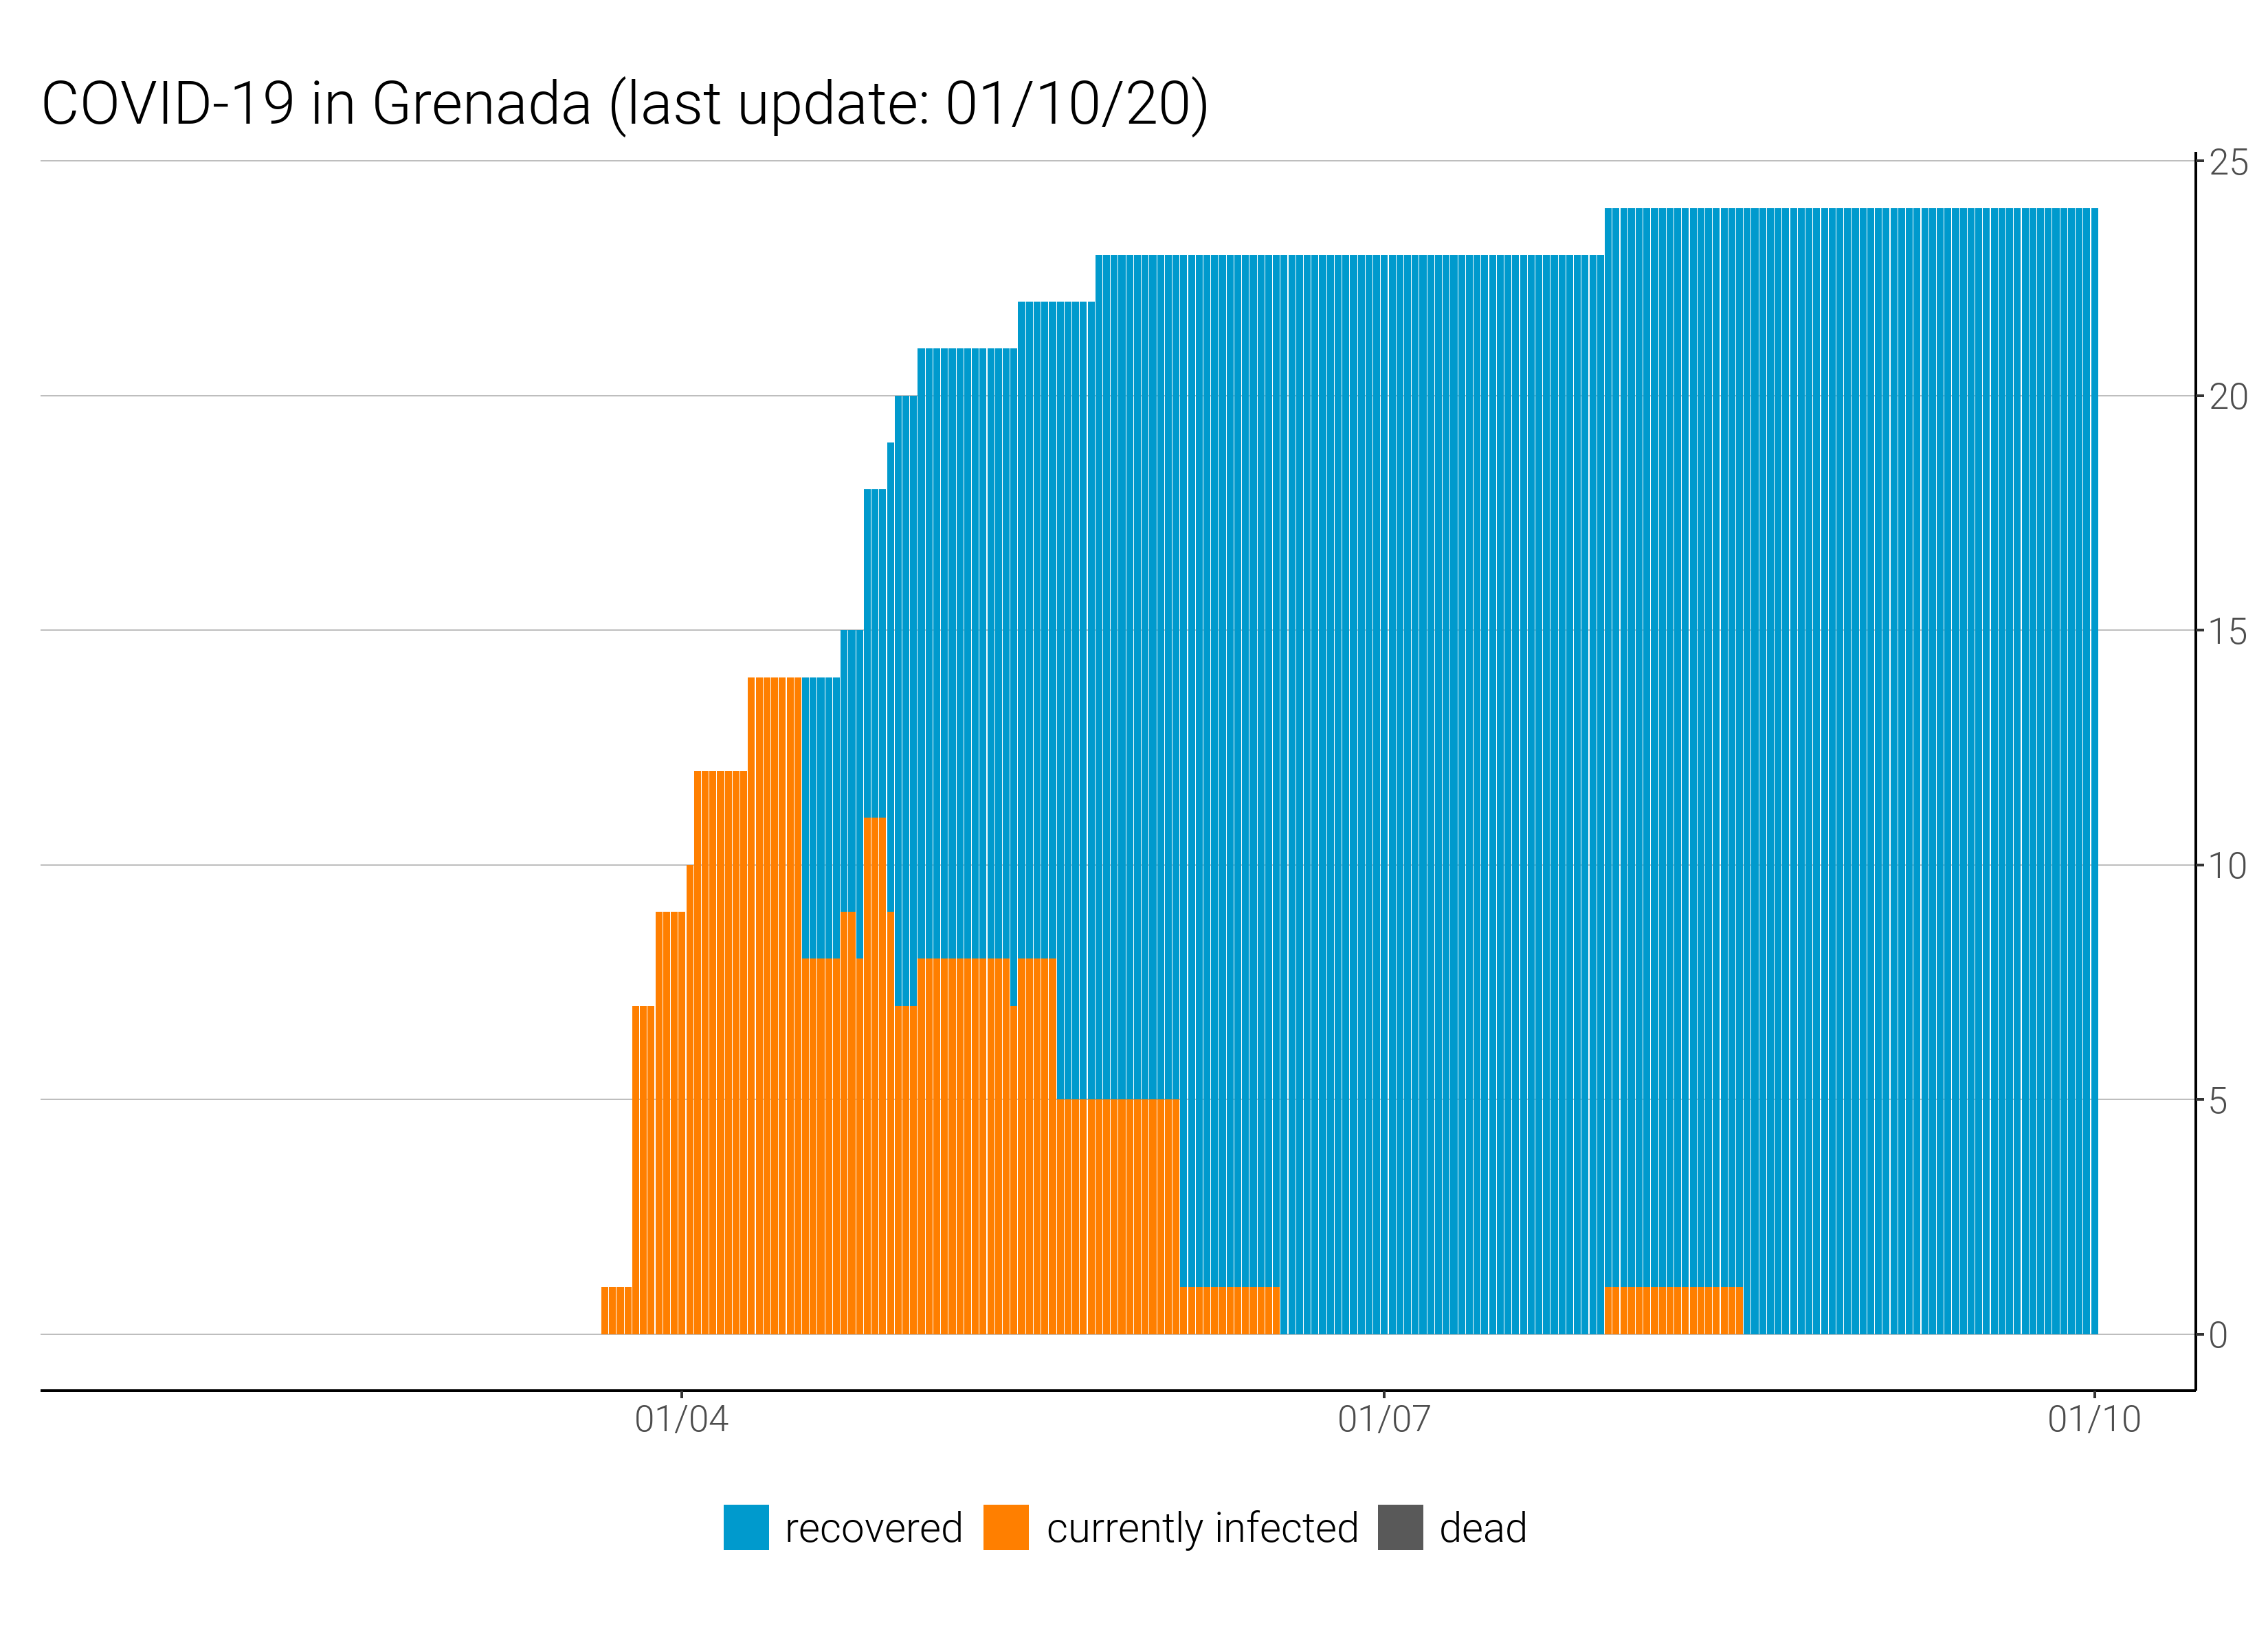 COVID-19 in Grenada (last update: 01/10/20)
25
20
15
10
5
0
01/04 01/07 01/10
recovered currently infected dead